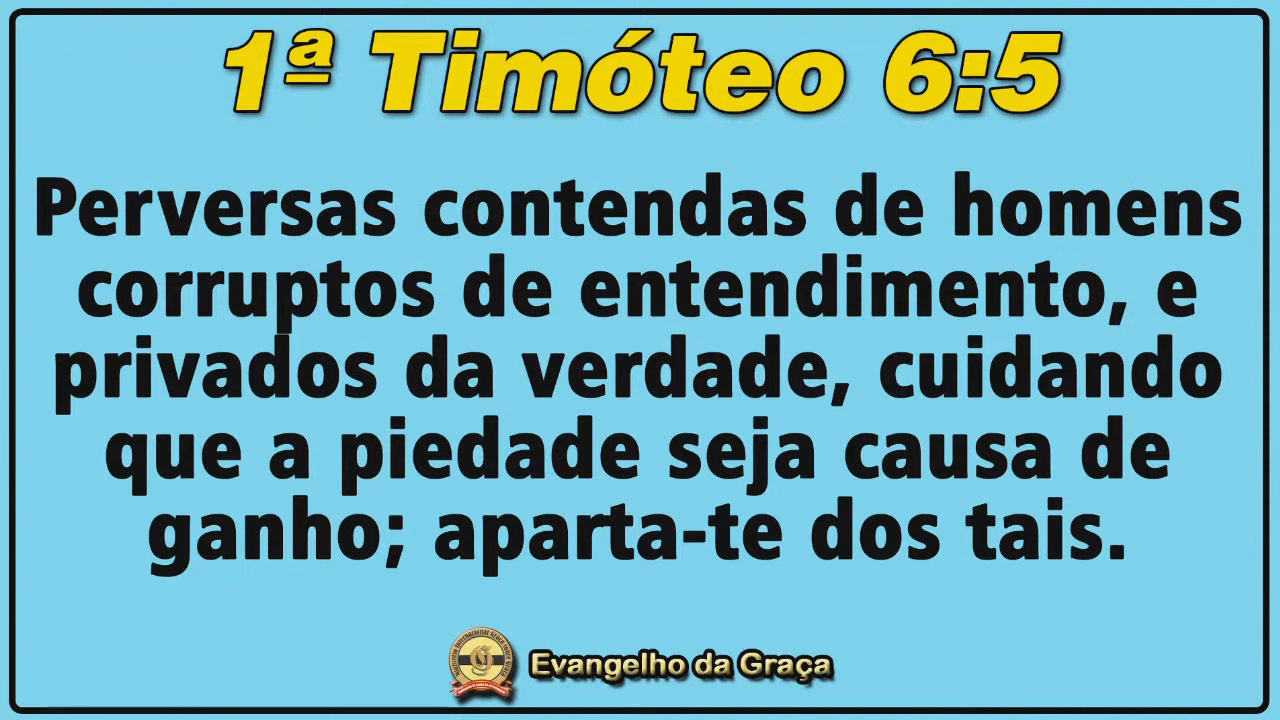 1ª Timóteo 6:5
Perversas contendas de homens
corruptos de entendimento, e
privados da verdade, cuidando
que a piedade seja causa de
ganho; aparta-te dos tais.
Evangelho da Graça